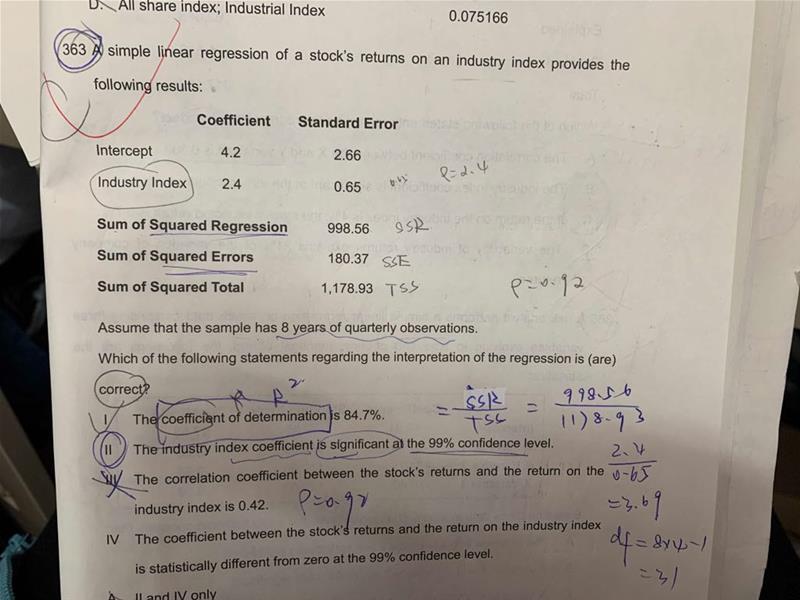 D. All share index; Industrial Index 0.075166
363 A simple linear regression of a stock's returns on an industry index provides the
following results:
Coefficient Standard Error
Intercept 4.2 2.66
Industry Index 2.4 0.65 ρ=2.4
Sum of Squared Regression 998.56 SSR
Sum of Squared Errors 180.37 SSE
Sum of Squared Total 1,178.93 TSS ρ=0.92
Assume that the sample has 8 years of quarterly observations.
Which of the following statements regarding the interpretation of the regression is (are)
correct? R²
I The coefficient of determination is 84.7%. = SSR/TSS = 998.56/1178.93
II The industry index coefficient is significant at the 99% confidence level.
III The correlation coefficient between the stock's returns and the return on the 2.4/0.65
industry index is 0.42. ρ=0.92 =3.69
IV The coefficient between the stock's returns and the return on the industry index df=8×4-1
is statistically different from zero at the 99% confidence level. =31
A. II and IV only